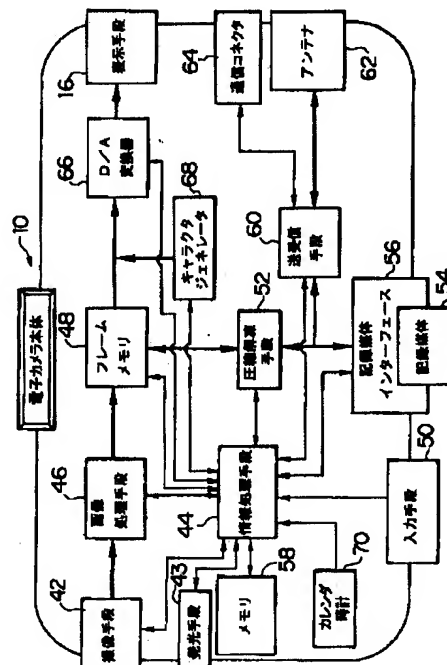 10
電子カメラ本体
42
撮像手段
46
画像
処理手段
48
フレーム
メモリ
66
D/A
変換器
16
表示手段
43
発光手段
44
情報処理手段
52
圧縮解凍
手段
68
キャラクタ
ジェネレータ
60
送受信
手段
64
通信コネクタ
62
アンテナ
58
メモリ
70
カレンダ
時計
50
入力手段
56
記録媒体
インターフェース
54
記録媒体